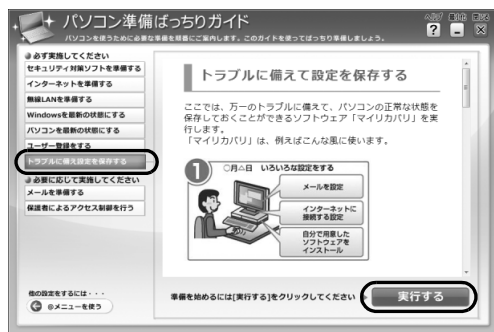 パソコン準備ばっちりガイド
パソコンを使うために必要な準備を順番にご案内します。このガイドを使ってばっちり準備しましょう。
ヘルプ 最小化 閉じる
必ず実施してください
セキュリティ対策ソフトを準備する
インターネットを準備する
無線LANを準備する
Windowsを最新の状態にする
パソコンを最新の状態にする
ユーザー登録をする
トラブルに備え設定を保存する
必要に応じて実施してください
メールを準備する
保護者によるアクセス制御を行う
他の設定をするには・・・
@メニューを使う
トラブルに備えて設定を保存する
ここでは、万一のトラブルに備えて、パソコンの正常な状態を
保存しておくことができるソフトウェア「マイリカバリ」を実
行します。
「マイリカバリ」は、例えばこんな風に使います。
1 ○月△日 いろいろな設定をする
メールを設定
インターネットに
接続する設定
自分で用意した
ソフトウェアを
インストール
準備を始めるには[実行する]をクリックしてください
実行する